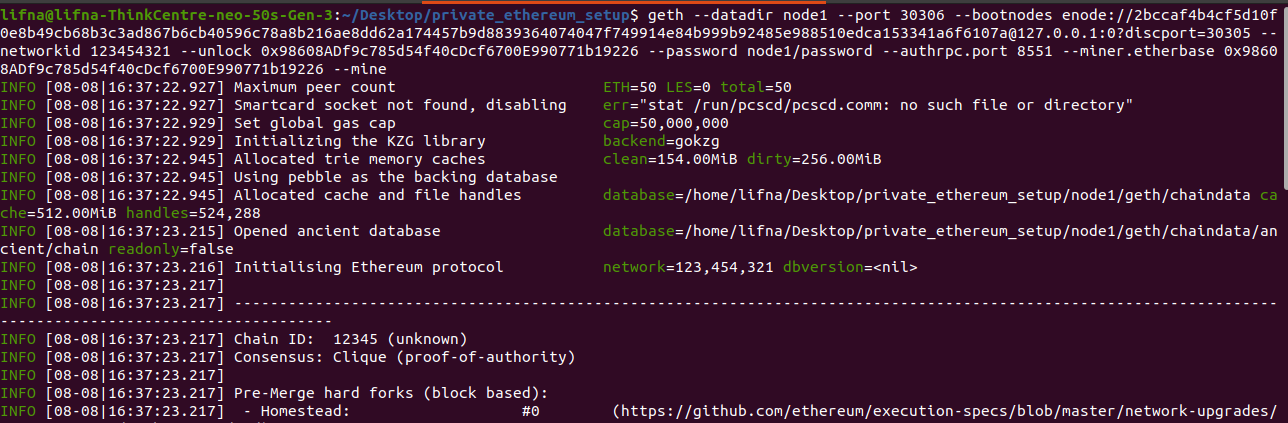 lifna@lifna-ThinkCentre-neo-50s-Gen-3:~/Desktop/private_ethereum_setup$ geth --datadir node1 --port 30306 --bootnodes enode://2bccaf4b4cf5d10f
0e8b49cb68b3c3ad867b6cb40596c78a8b216ae8dd62a174457b9d8839364074047f749914e84b999b92485e988510edca153341a6f6107a@127.0.0.1:0?discport=30305 --
networkid 123454321 --unlock 0x98608ADf9c785d54f40cDcf6700E990771b19226 --password node1/password --authrpc.port 8551 --miner.etherbase 0x9860
8ADf9c785d54f40cDcf6700E990771b19226 --mine
INFO [08-08|16:37:22.927] Maximum peer count                       ETH=50 LES=0 total=50
INFO [08-08|16:37:22.927] Smartcard socket not found, disabling    err="stat /run/pcscd/pcscd.comm: no such file or directory"
INFO [08-08|16:37:22.929] Set global gas cap                       cap=50,000,000
INFO [08-08|16:37:22.929] Initializing the KZG library             backend=gokzg
INFO [08-08|16:37:22.945] Allocated trie memory caches             clean=154.00MiB dirty=256.00MiB
INFO [08-08|16:37:22.945] Using pebble as the backing database
INFO [08-08|16:37:22.945] Allocated cache and file handles         database=/home/lifna/Desktop/private_ethereum_setup/node1/geth/chaindata ca
che=512.00MiB handles=524,288
INFO [08-08|16:37:23.215] Opened ancient database                  database=/home/lifna/Desktop/private_ethereum_setup/node1/geth/chaindata/an
cient/chain readonly=false
INFO [08-08|16:37:23.216] Initialising Ethereum protocol           network=123,454,321 dbversion=<nil>
INFO [08-08|16:37:23.217]
INFO [08-08|16:37:23.217] --------------------------------------------------------------------------------------------------------------------
-------------------------------------
INFO [08-08|16:37:23.217] Chain ID:  12345 (unknown)
INFO [08-08|16:37:23.217] Consensus: Clique (proof-of-authority)
INFO [08-08|16:37:23.217]
INFO [08-08|16:37:23.217] Pre-Merge hard forks (block based):
INFO [08-08|16:37:23.217]  - Homestead:                   #0        (https://github.com/ethereum/execution-specs/blob/master/network-upgrades/